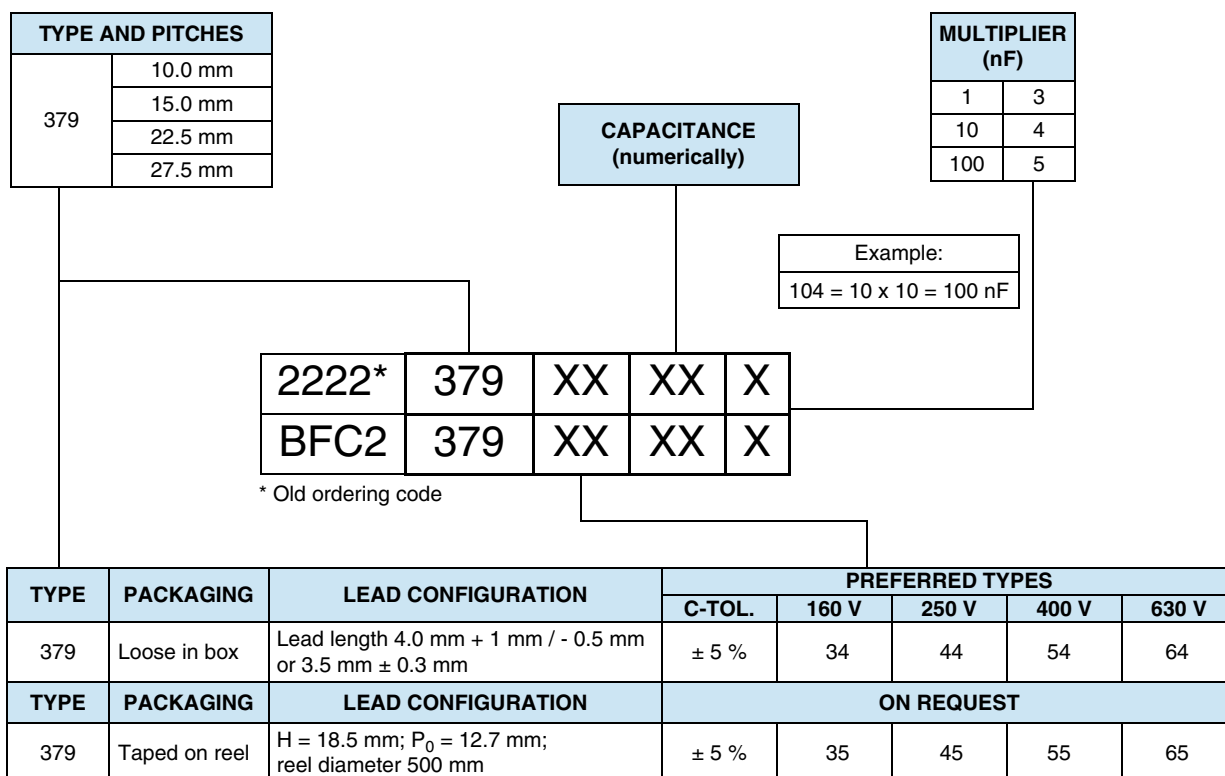 TYPE AND PITCHES
379
10.0 mm
15.0 mm
22.5 mm
27.5 mm
CAPACITANCE
(numerically)
MULTIPLIER
(nF)
1 3
10 4
100 5
Example:
104 = 10 x 10 = 100 nF
2222* 379 XX XX X
BFC2 379 XX XX X
* Old ordering code
TYPE PACKAGING LEAD CONFIGURATION PREFERRED TYPES
C-TOL. 160 V 250 V 400 V 630 V
379 Loose in box Lead length 4.0 mm + 1 mm / - 0.5 mm
or 3.5 mm ± 0.3 mm ± 5 % 34 44 54 64
TYPE PACKAGING LEAD CONFIGURATION ON REQUEST
379 Taped on reel H = 18.5 mm; P0 = 12.7 mm;
reel diameter 500 mm ± 5 % 35 45 55 65